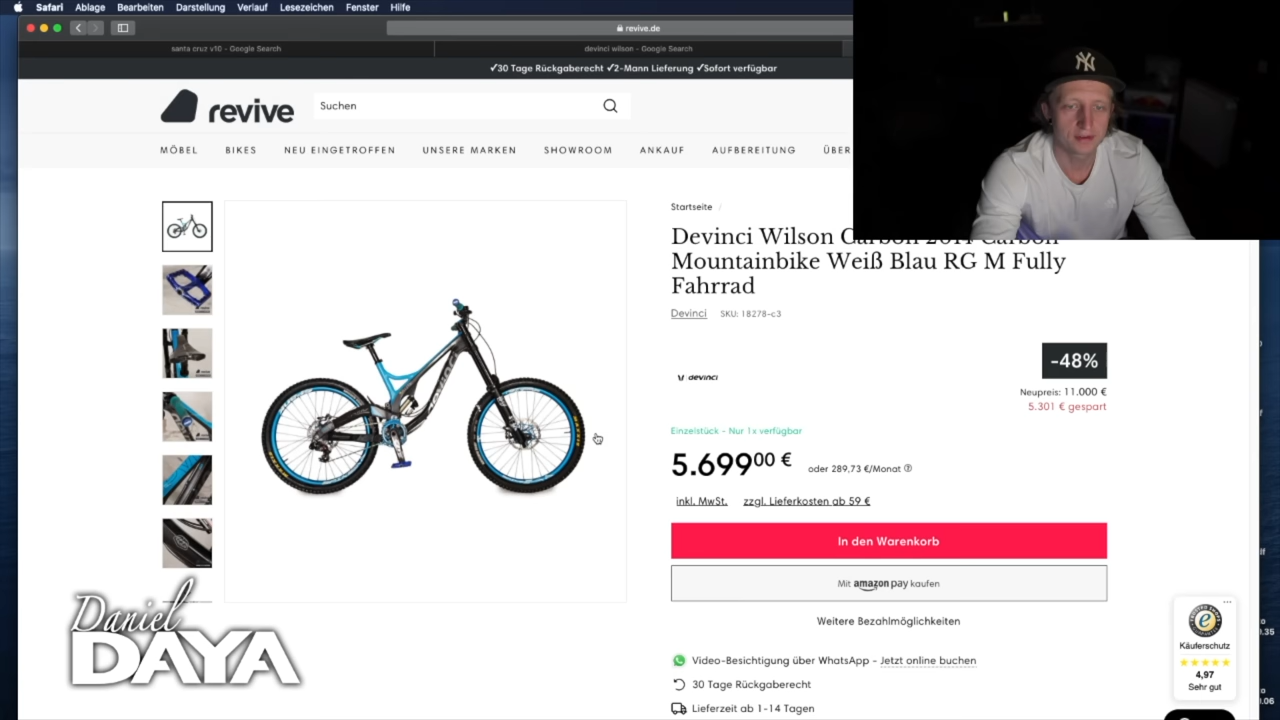 Safari Ablage Bearbeiten Darstellung Verlauf Lesezeichen Fenster Hilfe
revive.de
santa cruz v10 - Google Search
devinci wilson - Google Search
✓30 Tage Rückgaberecht ✓2-Mann Lieferung ✓Sofort verfügbar
revive
Suchen
MÖBEL BIKES NEU EINGETROFFEN UNSERE MARKEN SHOWROOM ANKAUF AUFBEREITUNG ÜBER
NY
Startseite /
Devinci Wilson Carbon 2014 Carbon
Mountainbike Weiß Blau RG M Fully
Fahrrad
Devinci SKU: 18278-c3
devinci
-48%
Neupreis: 11.000 €
5.301 € gespart
Einzelstück - Nur 1x verfügbar
5.699⁰⁰ € oder 289,73 €/Monat
inkl. MwSt. zzgl. Lieferkosten ab 59 €
In den Warenkorb
Mit amazon pay kaufen
Weitere Bezahlmöglichkeiten
Video-Besichtigung über WhatsApp - Jetzt online buchen
30 Tage Rückgaberecht
Lieferzeit ab 1-14 Tagen
Daniel
DAYA
Käuferschutz
4,97
Sehr gut